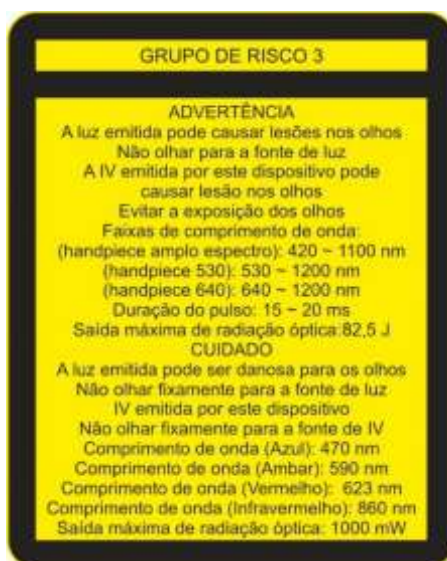 GRUPO DE RISCO 3
ADVERTÊNCIA
A luz emitida pode causar lesões nos olhos
Não olhar para a fonte de luz
A IV emitida por este dispositivo pode
causar lesão nos olhos
Evitar a exposição dos olhos
Faixas de comprimento de onda:
(handpiece amplo espectro): 420 ~ 1100 nm
(handpiece 530): 530 ~ 1200 nm
(handpiece 640): 640 ~ 1200 nm
Duração do pulso: 15 ~ 20 ms
Saída máxima de radiação óptica:82,5 J
CUIDADO
A luz emitida pode ser danosa para os olhos
Não olhar fixamente para a fonte de luz
IV emitida por este dispositivo
Não olhar fixamente para a fonte de IV
Comprimento de onda (Azul): 470 nm
Comprimento de onda (Ambar): 590 nm
Comprimento de onda (Vermelho): 623 nm
Comprimento de onda (Infravermelho): 860 nm
Saída máxima de radiação óptica: 1000 mW